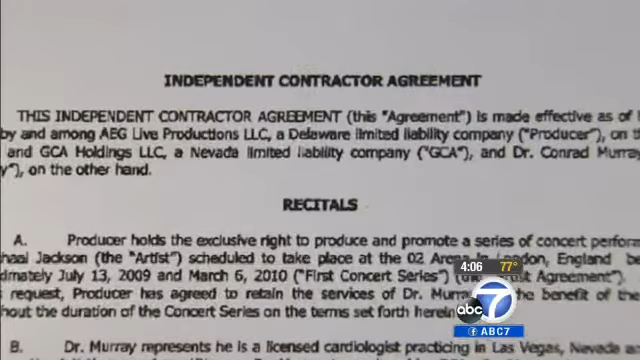 INDEPENDENT CONTRACTOR AGREEMENT
THIS INDEPENDENT CONTRACTOR AGREEMENT (this "Agreement") is made effective as of
by and among AEG Live Productions LLC, a Delaware limited liability company ("Producer"), on
and GCA Holdings LLC, a Nevada limited liability company ("GCA"), and Dr. Conrad Murray
y"), on the other hand.
RECITALS
A. Producer holds the exclusive right to produce and promote a series of concert perform
hael Jackson (the "Artist") scheduled to take place at the 02 Arena in London, England be
dimately July 13, 2009 and March 6, 2010 ("First Concert Series") (
request, Producer has agreed to retain the services of Dr. the benefit of the
hout the duration of the Concert Series on the terms set forth herein
B. Dr. Murray represents he is a licensed cardiologist practicing in Las Vegas, Nevada
4:06 77°
abc 7
f ABC7